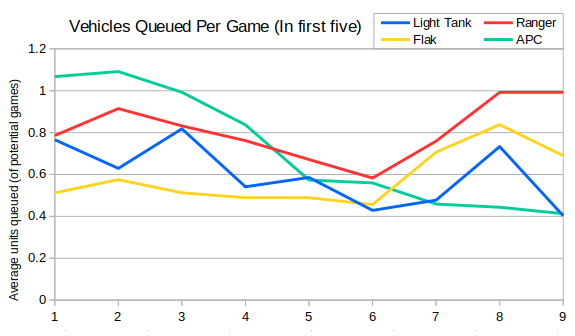 Vehicles Queued Per Game (In first five)
Light Tank
Ranger
Flak
APC
Average units queued (of potential games)
1.2
1
0.8
0.6
0.4
0.2
0
1 2 3 4 5 6 7 8 9